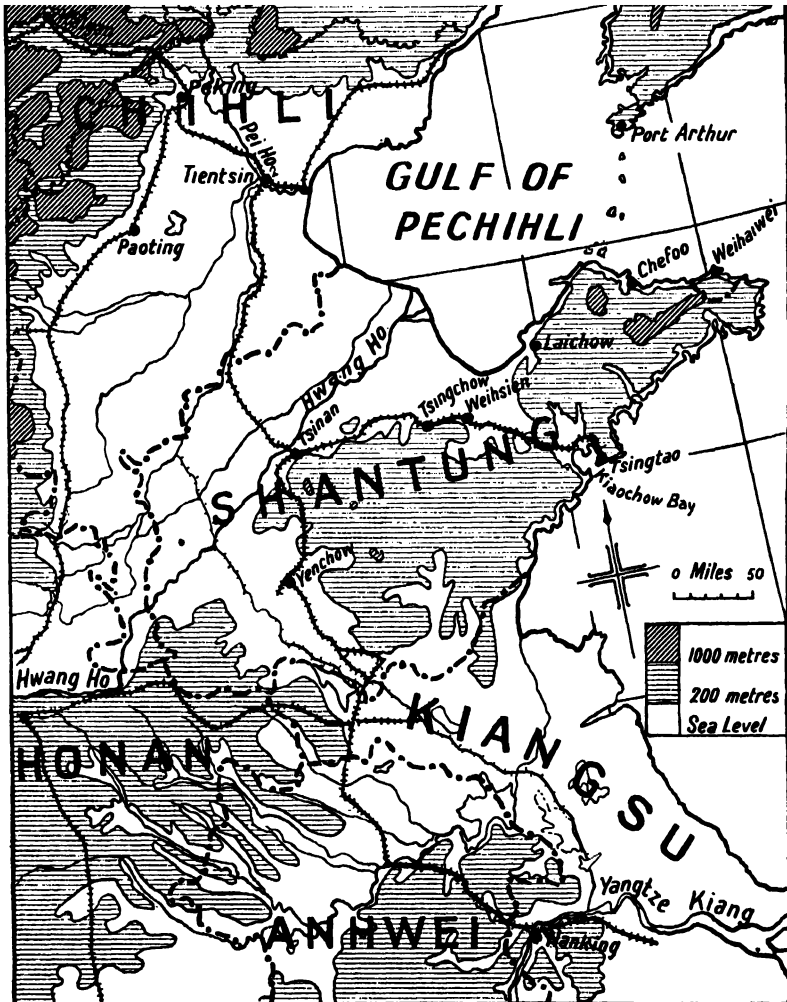 Peking
CHIHLI
Pei Ho
Port Arthur
Tientsin
GULF OF
PECHIHLI
Paoting
Chefoo
Weihaiwei
Laichow
Hwang Ho
Tsinan
Tsingchow
Weihsien
SHANTUNG
Tsingtao
Kiaochow Bay
Yenchow
0 Miles 50
Hwang Ho
1000 metres
200 metres
Sea Level
KIANGSU
HONAN
Yangtze Kiang
ANHWEI
Nanking